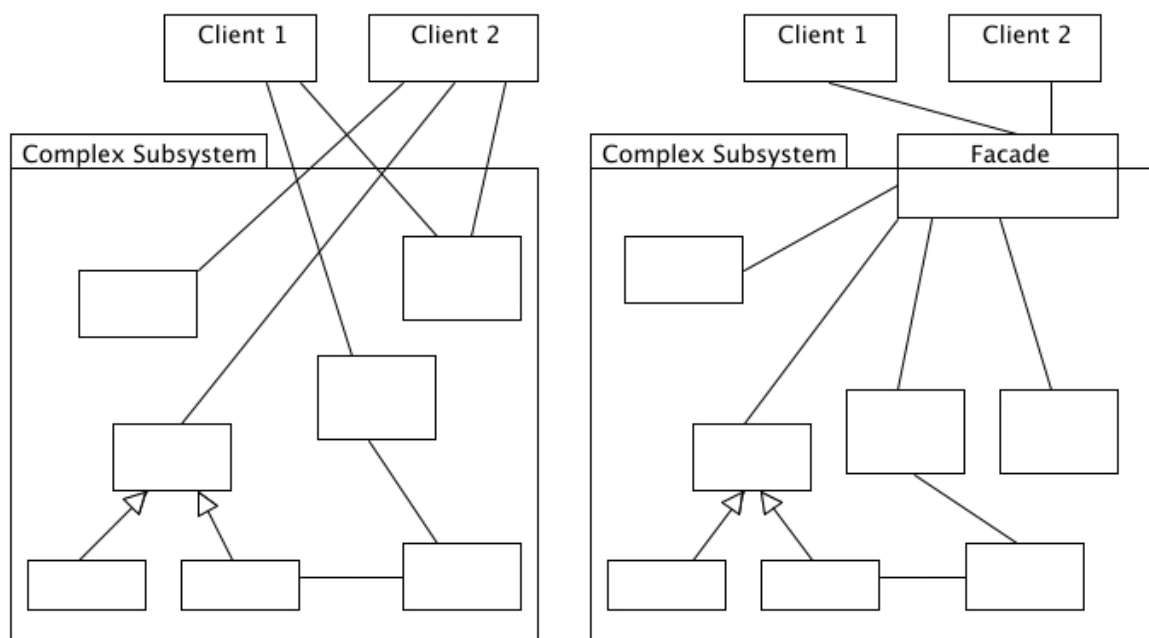 Client 1
Client 2
Complex Subsystem
Client 1
Client 2
Complex Subsystem
Facade